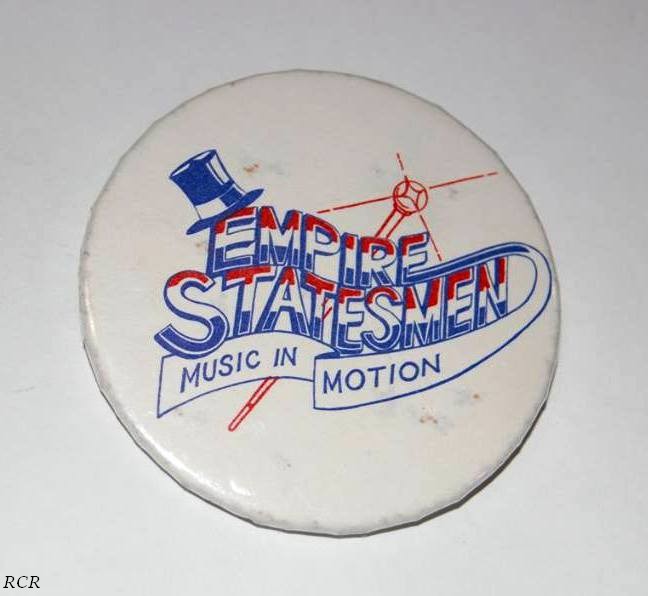 EMPIRE
STATESMEN
MUSIC IN MOTION
RCR